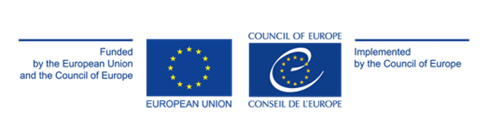 Funded
by the European Union
and the Council of Europe
EUROPEAN UNION
COUNCIL OF EUROPE
CONSEIL DE L'EUROPE
Implemented
by the Council of Europe